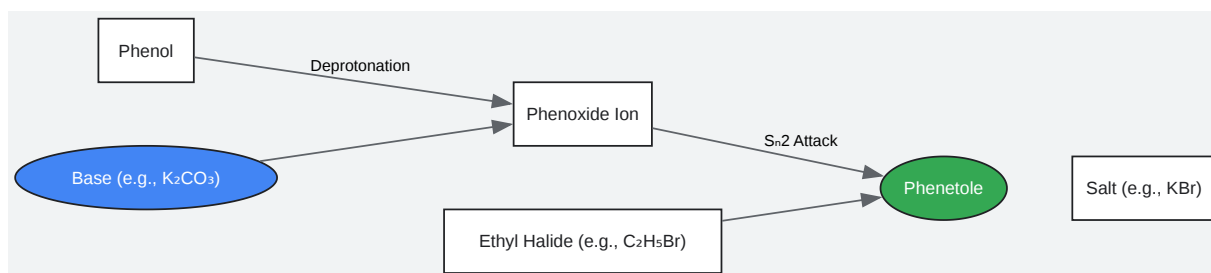 Phenol
Deprotonation
Phenoxide Ion
Base (e.g., K₂CO₃)
Sₙ2 Attack
Phenetole
Salt (e.g., KBr)
Ethyl Halide (e.g., C₂H₅Br)